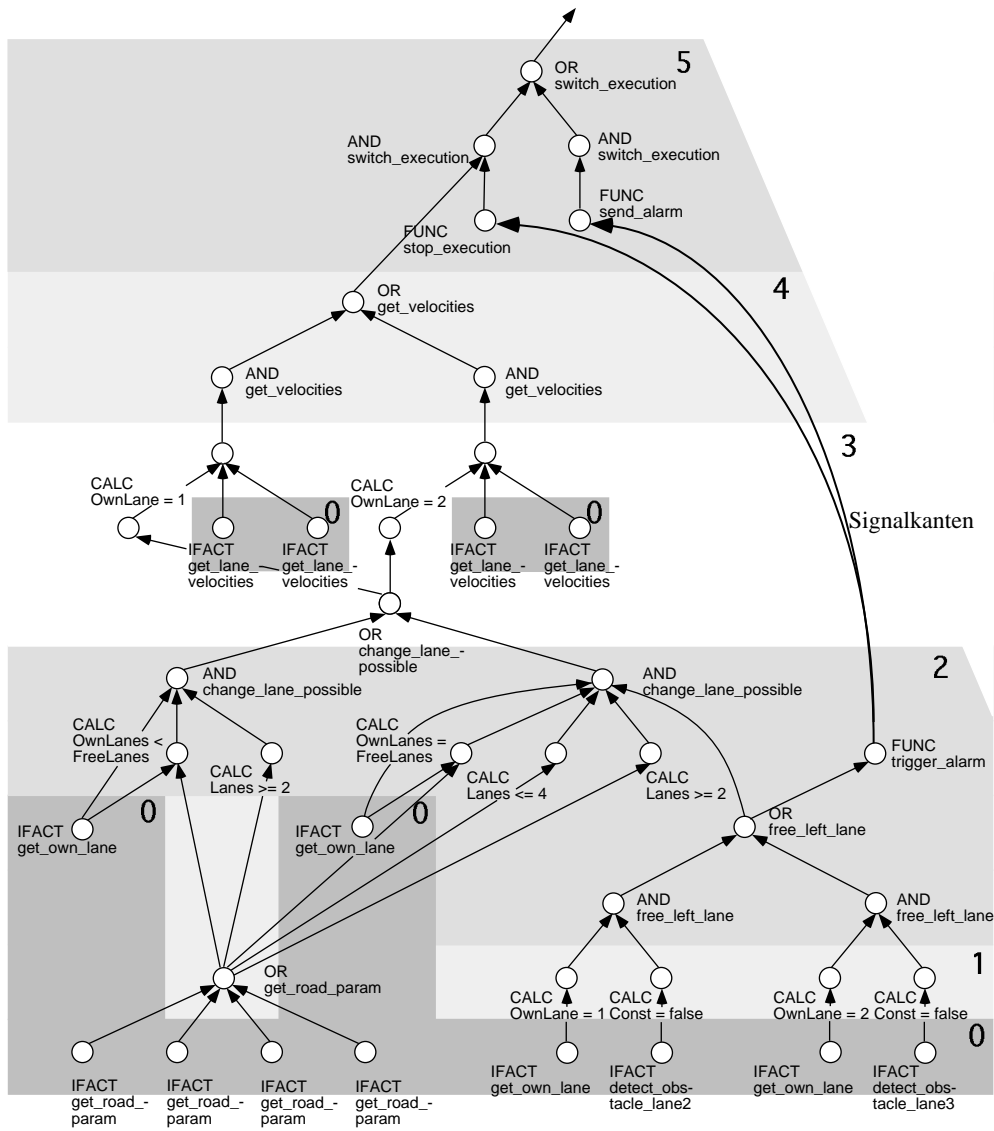 5
OR
switch_execution
AND
switch_execution
AND
switch_execution
FUNC
send_alarm
FUNC
stop_execution
4
OR
get_velocities
AND
get_velocities
AND
get_velocities
3
CALC
OwnLane = 1
CALC
OwnLane = 2
0
0
Signalkanten
IFACT
get_lane_-
velocities
IFACT
get_lane_-
velocities
IFACT
get_lane_-
velocities
IFACT
get_lane_-
velocities
OR
change_lane_-
possible
2
AND
change_lane_possible
AND
change_lane_possible
CALC
OwnLanes <
FreeLanes
CALC
Lanes >= 2
CALC
OwnLanes =
FreeLanes
CALC
Lanes <= 4
CALC
Lanes >= 2
FUNC
trigger_alarm
0
0
IFACT
get_own_lane
IFACT
get_own_lane
OR
free_left_lane
AND
free_left_lane
AND
free_left_lane
1
OR
get_road_param
CALC
OwnLane = 1
CALC
Const = false
CALC
OwnLane = 2
CALC
Const = false
0
IFACT
get_road_-
param
IFACT
get_road_-
param
IFACT
get_road_-
param
IFACT
get_road_-
param
IFACT
get_own_lane
IFACT
detect_obs-
tacle_lane2
IFACT
get_own_lane
IFACT
detect_obs-
tacle_lane3